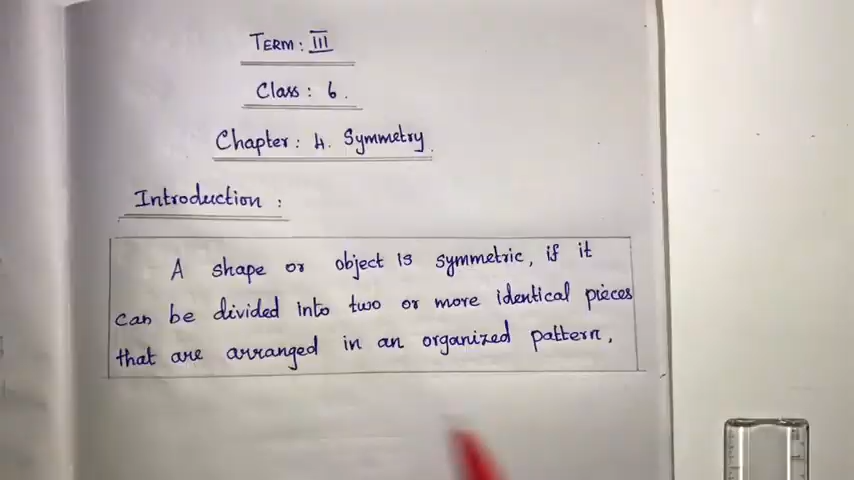 TERM: III
Class: 6.
Chapter: 4. Symmetry.
Introduction:
A shape or object is symmetric, if it
can be divided into two or more identical pieces
that are arranged in an organized pattern.